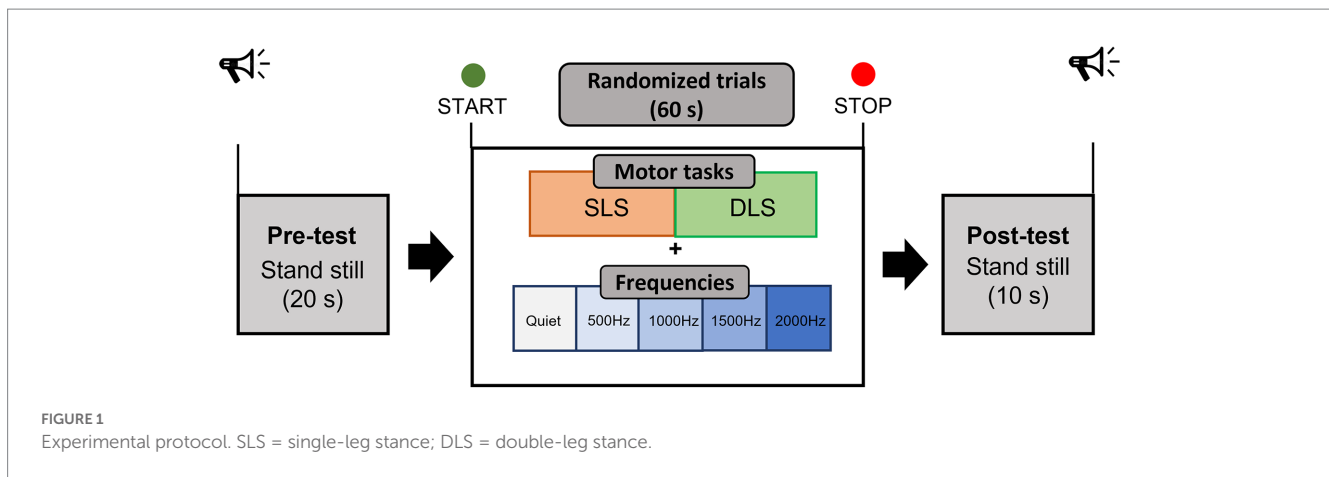 START
Randomized trials
(60 s)
STOP
Motor tasks
SLS
DLS
+
Pre-test
Stand still
(20 s)
Frequencies
Quiet
500Hz
1000Hz
1500Hz
2000Hz
Post-test
Stand still
(10 s)
FIGURE 1
Experimental protocol. SLS = single-leg stance; DLS = double-leg stance.